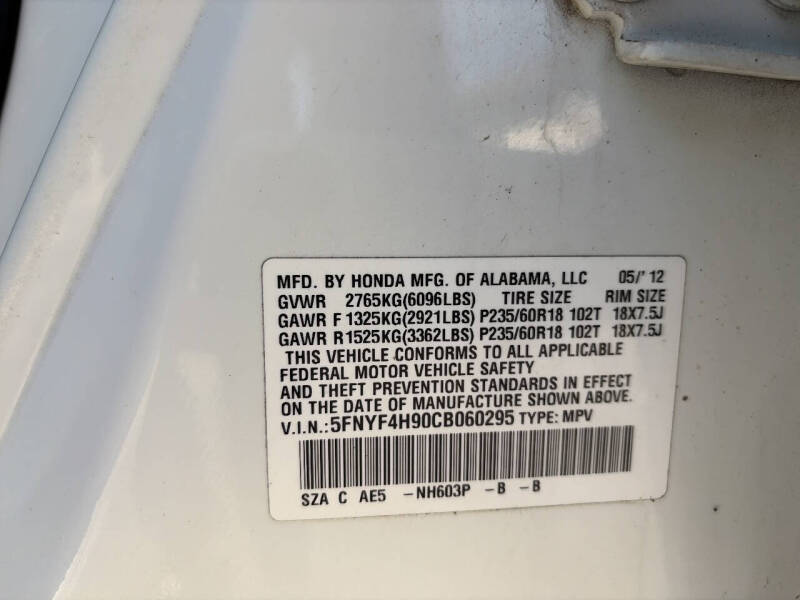 MFD. BY HONDA MFG. OF ALABAMA, LLC 05/'12
GVWR 2765KG(6096LBS) TIRE SIZE RIM SIZE
GAWR F 1325KG(2921LBS) P235/60R18 102T 18X7.5J
GAWR R 1525KG(3362LBS) P235/60R18 102T 18X7.5J
THIS VEHICLE CONFORMS TO ALL APPLICABLE
FEDERAL MOTOR VEHICLE SAFETY
AND THEFT PREVENTION STANDARDS IN EFFECT
ON THE DATE OF MANUFACTURE SHOWN ABOVE.
V.I.N.:5FNYF4H90CB060295 TYPE: MPV
SZA C AE5 -NH603P -B -B